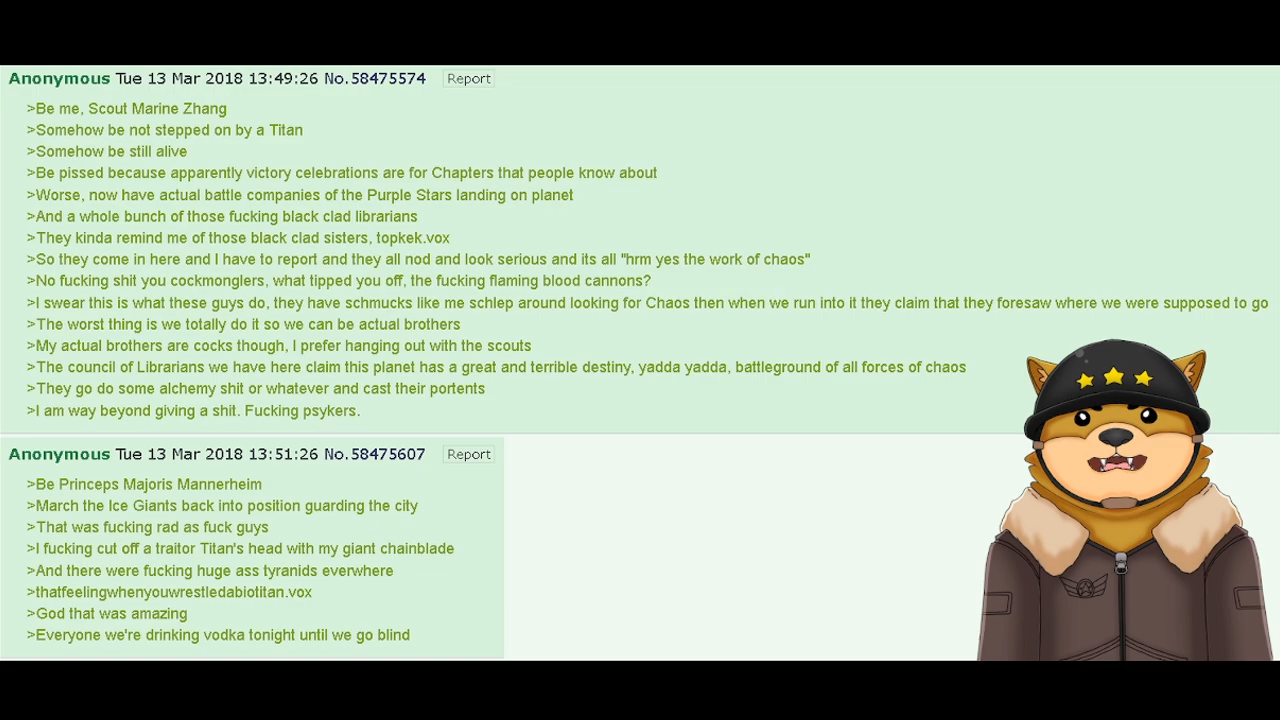 Anonymous Tue 13 Mar 2018 13:49:26 No.58475574 Report
>Be me, Scout Marine Zhang
>Somehow be not stepped on by a Titan
>Somehow be still alive
>Be pissed because apparently victory celebrations are for Chapters that people know about
>Worse, now have actual battle companies of the Purple Stars landing on planet
>And a whole bunch of those fucking black clad librarians
>They kinda remind me of those black clad sisters, topkek.vox
>So they come in here and I have to report and they all nod and look serious and its all "hrm yes the work of chaos"
>No fucking shit you cockmonglers, what tipped you off, the fucking flaming blood cannons?
>I swear this is what these guys do, they have schmucks like me schlep around looking for Chaos then when we run into it they claim that they foresaw where we were supposed to go
>The worst thing is we totally do it so we can be actual brothers
>My actual brothers are cocks though, I prefer hanging out with the scouts
>The council of Librarians we have here claim this planet has a great and terrible destiny, yadda yadda, battleground of all forces of chaos
>They go do some alchemy shit or whatever and cast their portents
>I am way beyond giving a shit. Fucking psykers.
Anonymous Tue 13 Mar 2018 13:51:26 No.58475607 Report
>Be Princeps Majoris Mannerheim
>March the Ice Giants back into position guarding the city
>That was fucking rad as fuck guys
>I fucking cut off a traitor Titan's head with my giant chainblade
>And there were fucking huge ass tyranids everwhere
>thatfeelingwhenyouwrestledabiotitan.vox
>God that was amazing
>Everyone we're drinking vodka tonight until we go blind